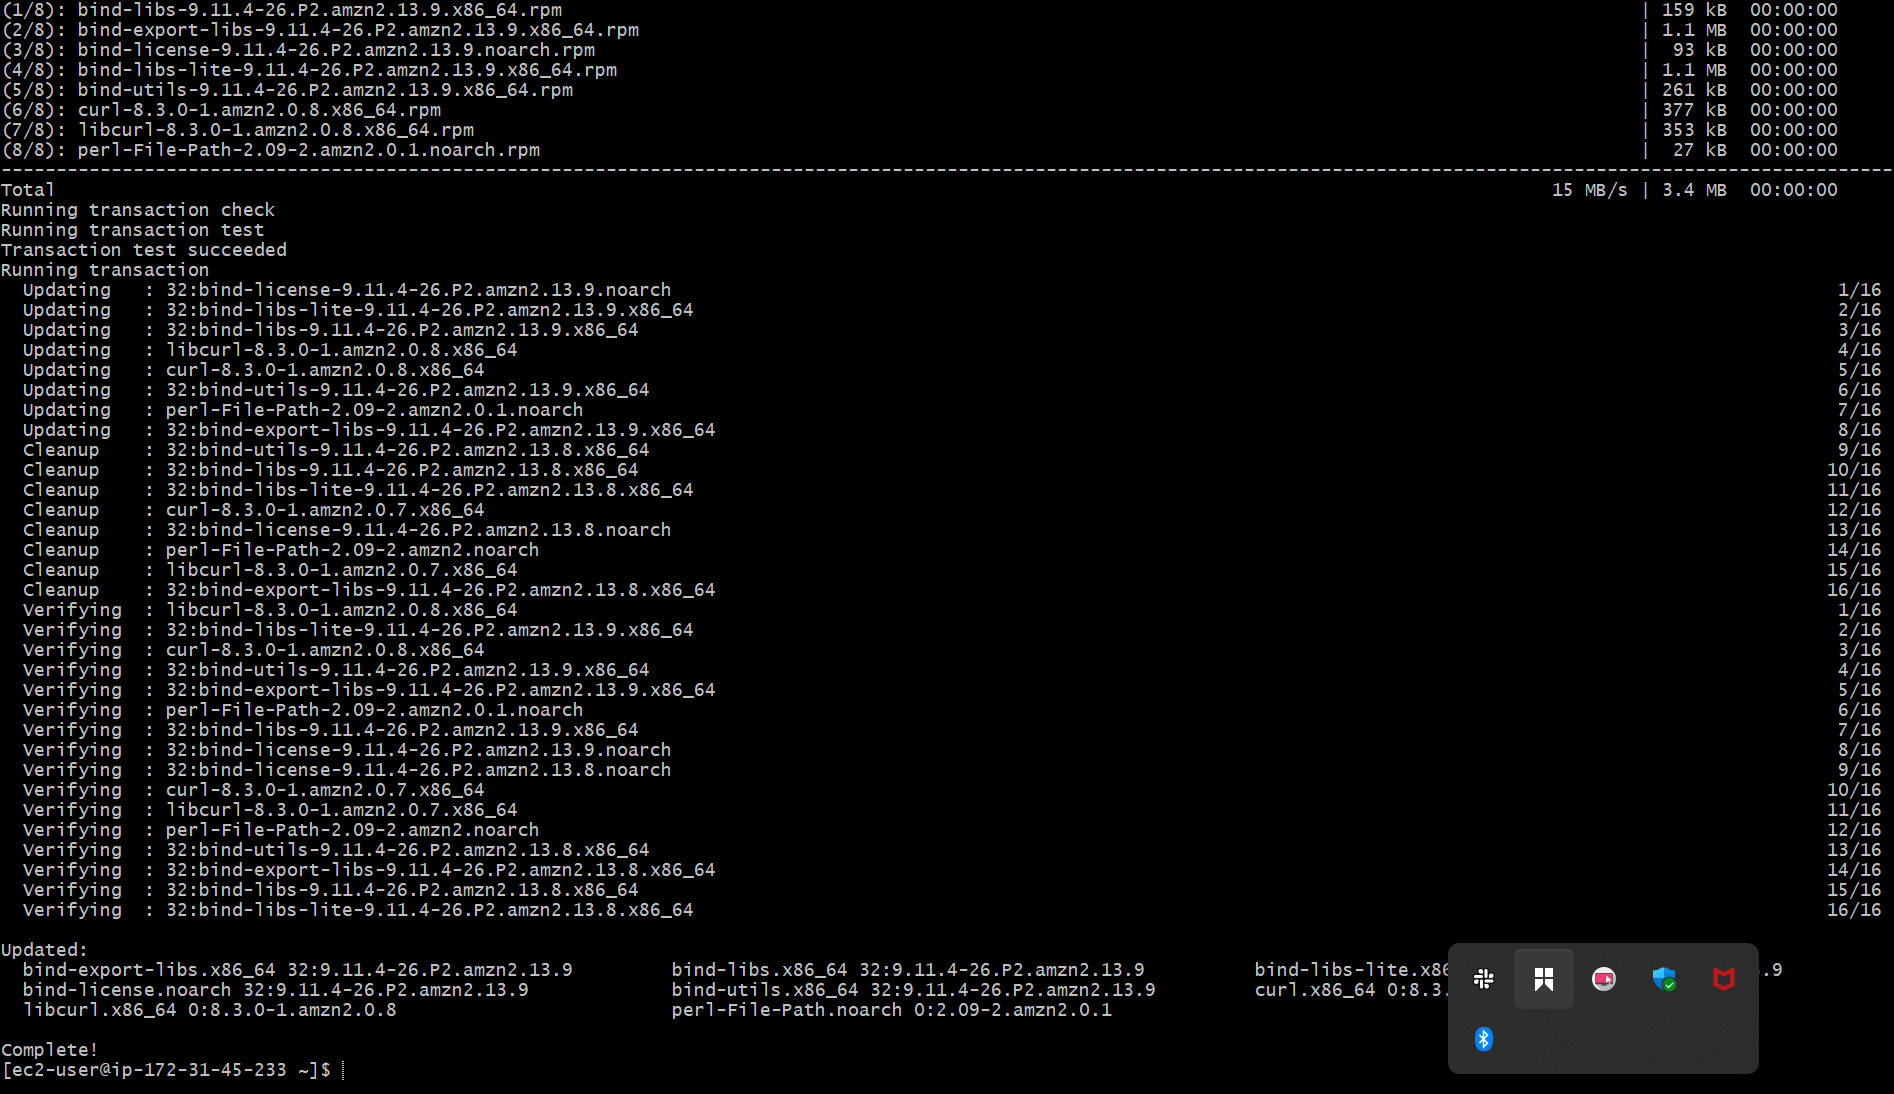 (1/8): bind-libs-9.11.4-26.P2.amzn2.13.9.x86_64.rpm | 159 kB 00:00:00
(2/8): bind-export-libs-9.11.4-26.P2.amzn2.13.9.x86_64.rpm | 1.1 MB 00:00:00
(3/8): bind-license-9.11.4-26.P2.amzn2.13.9.noarch.rpm | 93 kB 00:00:00
(4/8): bind-libs-lite-9.11.4-26.P2.amzn2.13.9.x86_64.rpm | 1.1 MB 00:00:00
(5/8): bind-utils-9.11.4-26.P2.amzn2.13.9.x86_64.rpm | 261 kB 00:00:00
(6/8): curl-8.3.0-1.amzn2.0.8.x86_64.rpm | 377 kB 00:00:00
(7/8): libcurl-8.3.0-1.amzn2.0.8.x86_64.rpm | 353 kB 00:00:00
(8/8): perl-File-Path-2.09-2.amzn2.0.1.noarch.rpm | 27 kB 00:00:00
--------------------------------------------------------------------------------
Total 15 MB/s | 3.4 MB 00:00:00
Running transaction check
Running transaction test
Transaction test succeeded
Running transaction
Updating : 32:bind-license-9.11.4-26.P2.amzn2.13.9.noarch 1/16
Updating : 32:bind-libs-lite-9.11.4-26.P2.amzn2.13.9.x86_64 2/16
Updating : 32:bind-libs-9.11.4-26.P2.amzn2.13.9.x86_64 3/16
Updating : libcurl-8.3.0-1.amzn2.0.8.x86_64 4/16
Updating : curl-8.3.0-1.amzn2.0.8.x86_64 5/16
Updating : 32:bind-utils-9.11.4-26.P2.amzn2.13.9.x86_64 6/16
Updating : perl-File-Path-2.09-2.amzn2.0.1.noarch 7/16
Updating : 32:bind-export-libs-9.11.4-26.P2.amzn2.13.9.x86_64 8/16
Cleanup : 32:bind-utils-9.11.4-26.P2.amzn2.13.8.x86_64 9/16
Cleanup : 32:bind-libs-9.11.4-26.P2.amzn2.13.8.x86_64 10/16
Cleanup : 32:bind-libs-lite-9.11.4-26.P2.amzn2.13.8.x86_64 11/16
Cleanup : curl-8.3.0-1.amzn2.0.7.x86_64 12/16
Cleanup : 32:bind-license-9.11.4-26.P2.amzn2.13.8.noarch 13/16
Cleanup : perl-File-Path-2.09-2.amzn2.noarch 14/16
Cleanup : libcurl-8.3.0-1.amzn2.0.7.x86_64 15/16
Cleanup : 32:bind-export-libs-9.11.4-26.P2.amzn2.13.8.x86_64 16/16
Verifying : libcurl-8.3.0-1.amzn2.0.8.x86_64 1/16
Verifying : 32:bind-libs-lite-9.11.4-26.P2.amzn2.13.9.x86_64 2/16
Verifying : curl-8.3.0-1.amzn2.0.8.x86_64 3/16
Verifying : 32:bind-utils-9.11.4-26.P2.amzn2.13.9.x86_64 4/16
Verifying : 32:bind-export-libs-9.11.4-26.P2.amzn2.13.9.x86_64 5/16
Verifying : perl-File-Path-2.09-2.amzn2.0.1.noarch 6/16
Verifying : 32:bind-libs-9.11.4-26.P2.amzn2.13.9.x86_64 7/16
Verifying : 32:bind-license-9.11.4-26.P2.amzn2.13.9.noarch 8/16
Verifying : 32:bind-license-9.11.4-26.P2.amzn2.13.8.noarch 9/16
Verifying : curl-8.3.0-1.amzn2.0.7.x86_64 10/16
Verifying : libcurl-8.3.0-1.amzn2.0.7.x86_64 11/16
Verifying : perl-File-Path-2.09-2.amzn2.noarch 12/16
Verifying : 32:bind-utils-9.11.4-26.P2.amzn2.13.8.x86_64 13/16
Verifying : 32:bind-export-libs-9.11.4-26.P2.amzn2.13.8.x86_64 14/16
Verifying : 32:bind-libs-9.11.4-26.P2.amzn2.13.8.x86_64 15/16
Verifying : 32:bind-libs-lite-9.11.4-26.P2.amzn2.13.8.x86_64 16/16
Updated:
bind-export-libs.x86_64 32:9.11.4-26.P2.amzn2.13.9 bind-libs.x86_64 32:9.11.4-26.P2.amzn2.13.9 bind-libs-lite.x8 .9
bind-license.noarch 32:9.11.4-26.P2.amzn2.13.9 bind-utils.x86_64 32:9.11.4-26.P2.amzn2.13.9 curl.x86_64 0:8.3.
libcurl.x86_64 0:8.3.0-1.amzn2.0.8 perl-File-Path.noarch 0:2.09-2.amzn2.0.1
Complete!
[ec2-user@ip-172-31-45-233 ~]$